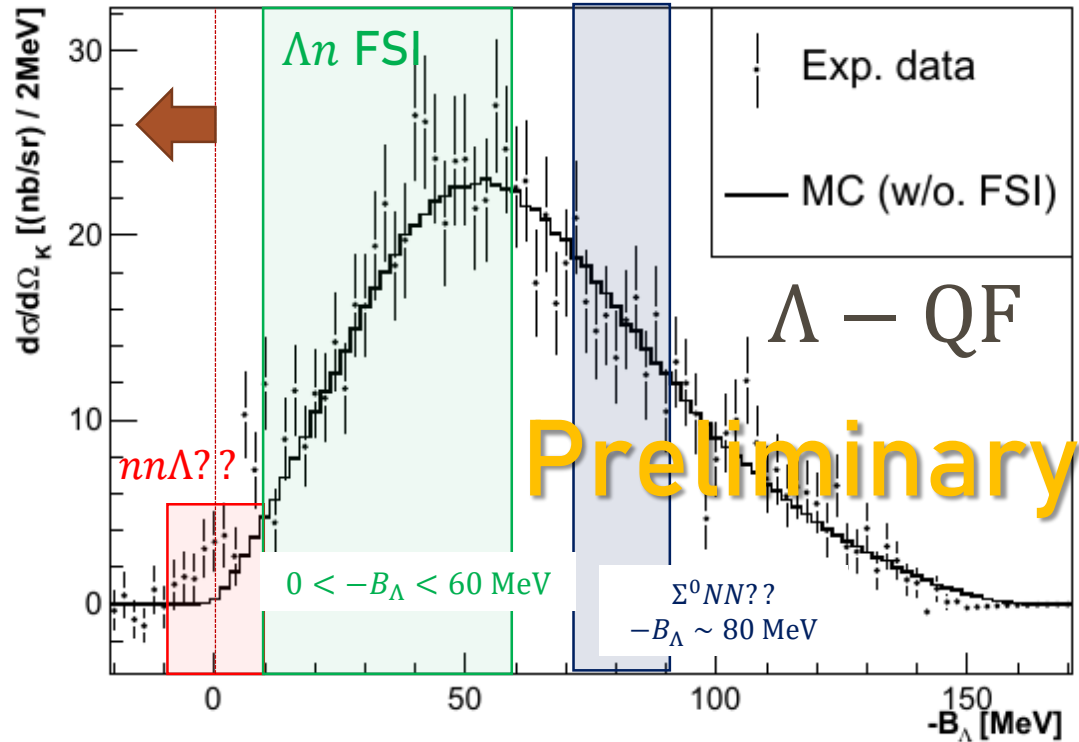 dσ/dΩ_K [(nb/sr) / 2MeV]
30
20
10
0
Λn FSI
Exp. data
MC (w/o. FSI)
Λ − QF
Preliminary
nnΛ??
0 < −B_Λ < 60 MeV
Σ⁰NN??
−B_Λ ~ 80 MeV
0 50 100 150
-B_Λ [MeV]